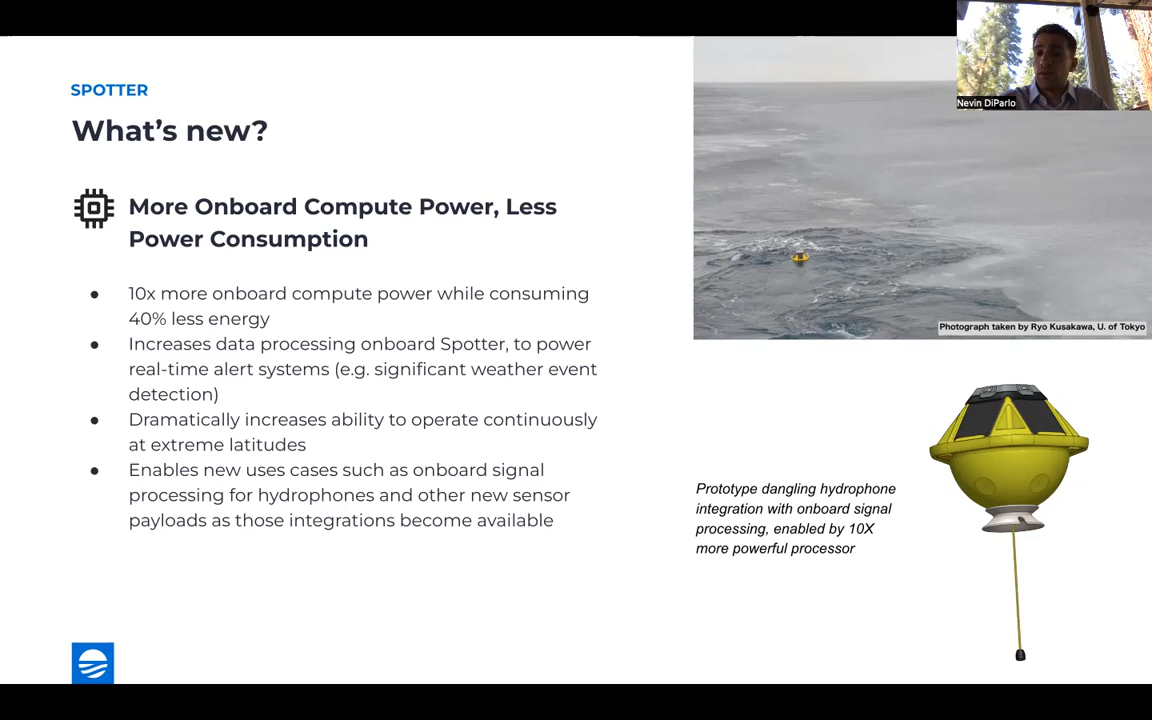 SPOTTER
What's new?
More Onboard Compute Power, Less
Power Consumption
● 10x more onboard compute power while consuming
40% less energy
● Increases data processing onboard Spotter, to power
real-time alert systems (e.g. significant weather event
detection)
● Dramatically increases ability to operate continuously
at extreme latitudes
● Enables new uses cases such as onboard signal
processing for hydrophones and other new sensor
payloads as those integrations become available
Nevin DiParlo
Photograph taken by Ryo Kusakawa, U. of Tokyo
Prototype dangling hydrophone
integration with onboard signal
processing, enabled by 10X
more powerful processor